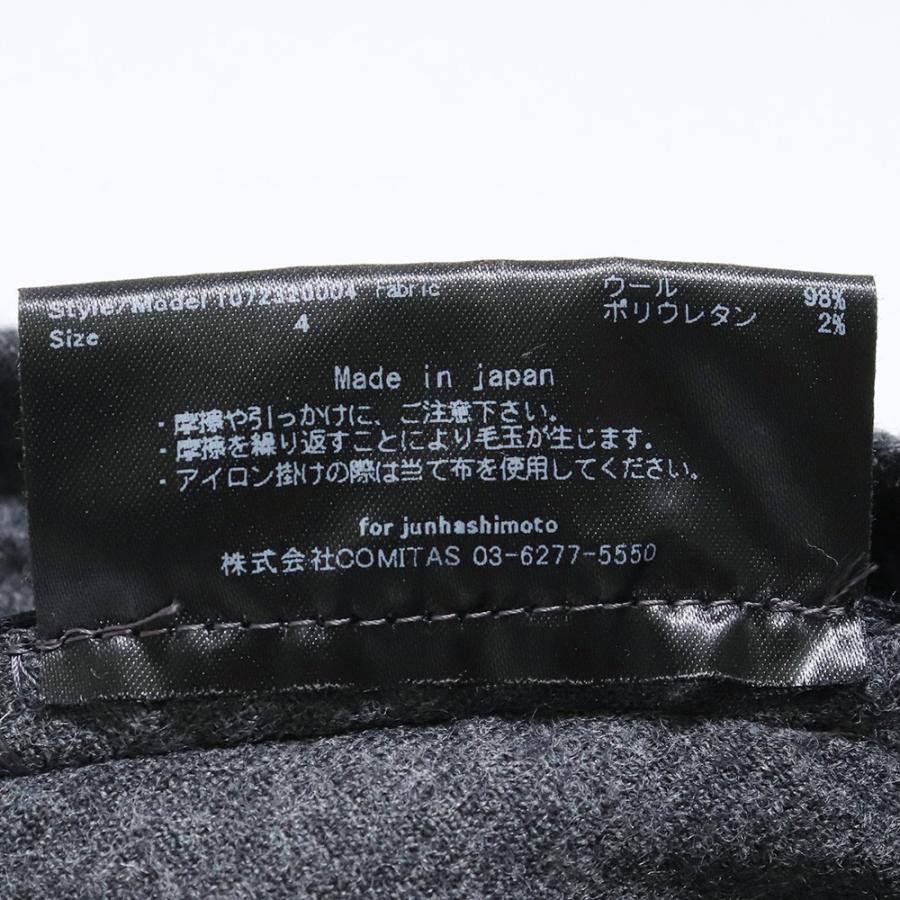 Style/Model 1072310004 Fabric ウール 98%
Size 4 ポリウレタン 2%
Made in japan
・摩擦や引っかけに、ご注意下さい。
・摩擦を繰り返すことにより毛玉が生じます。
・アイロン掛けの際は当て布を使用してください。
for junhashimoto
株式会社COMITAS 03-6277-5550